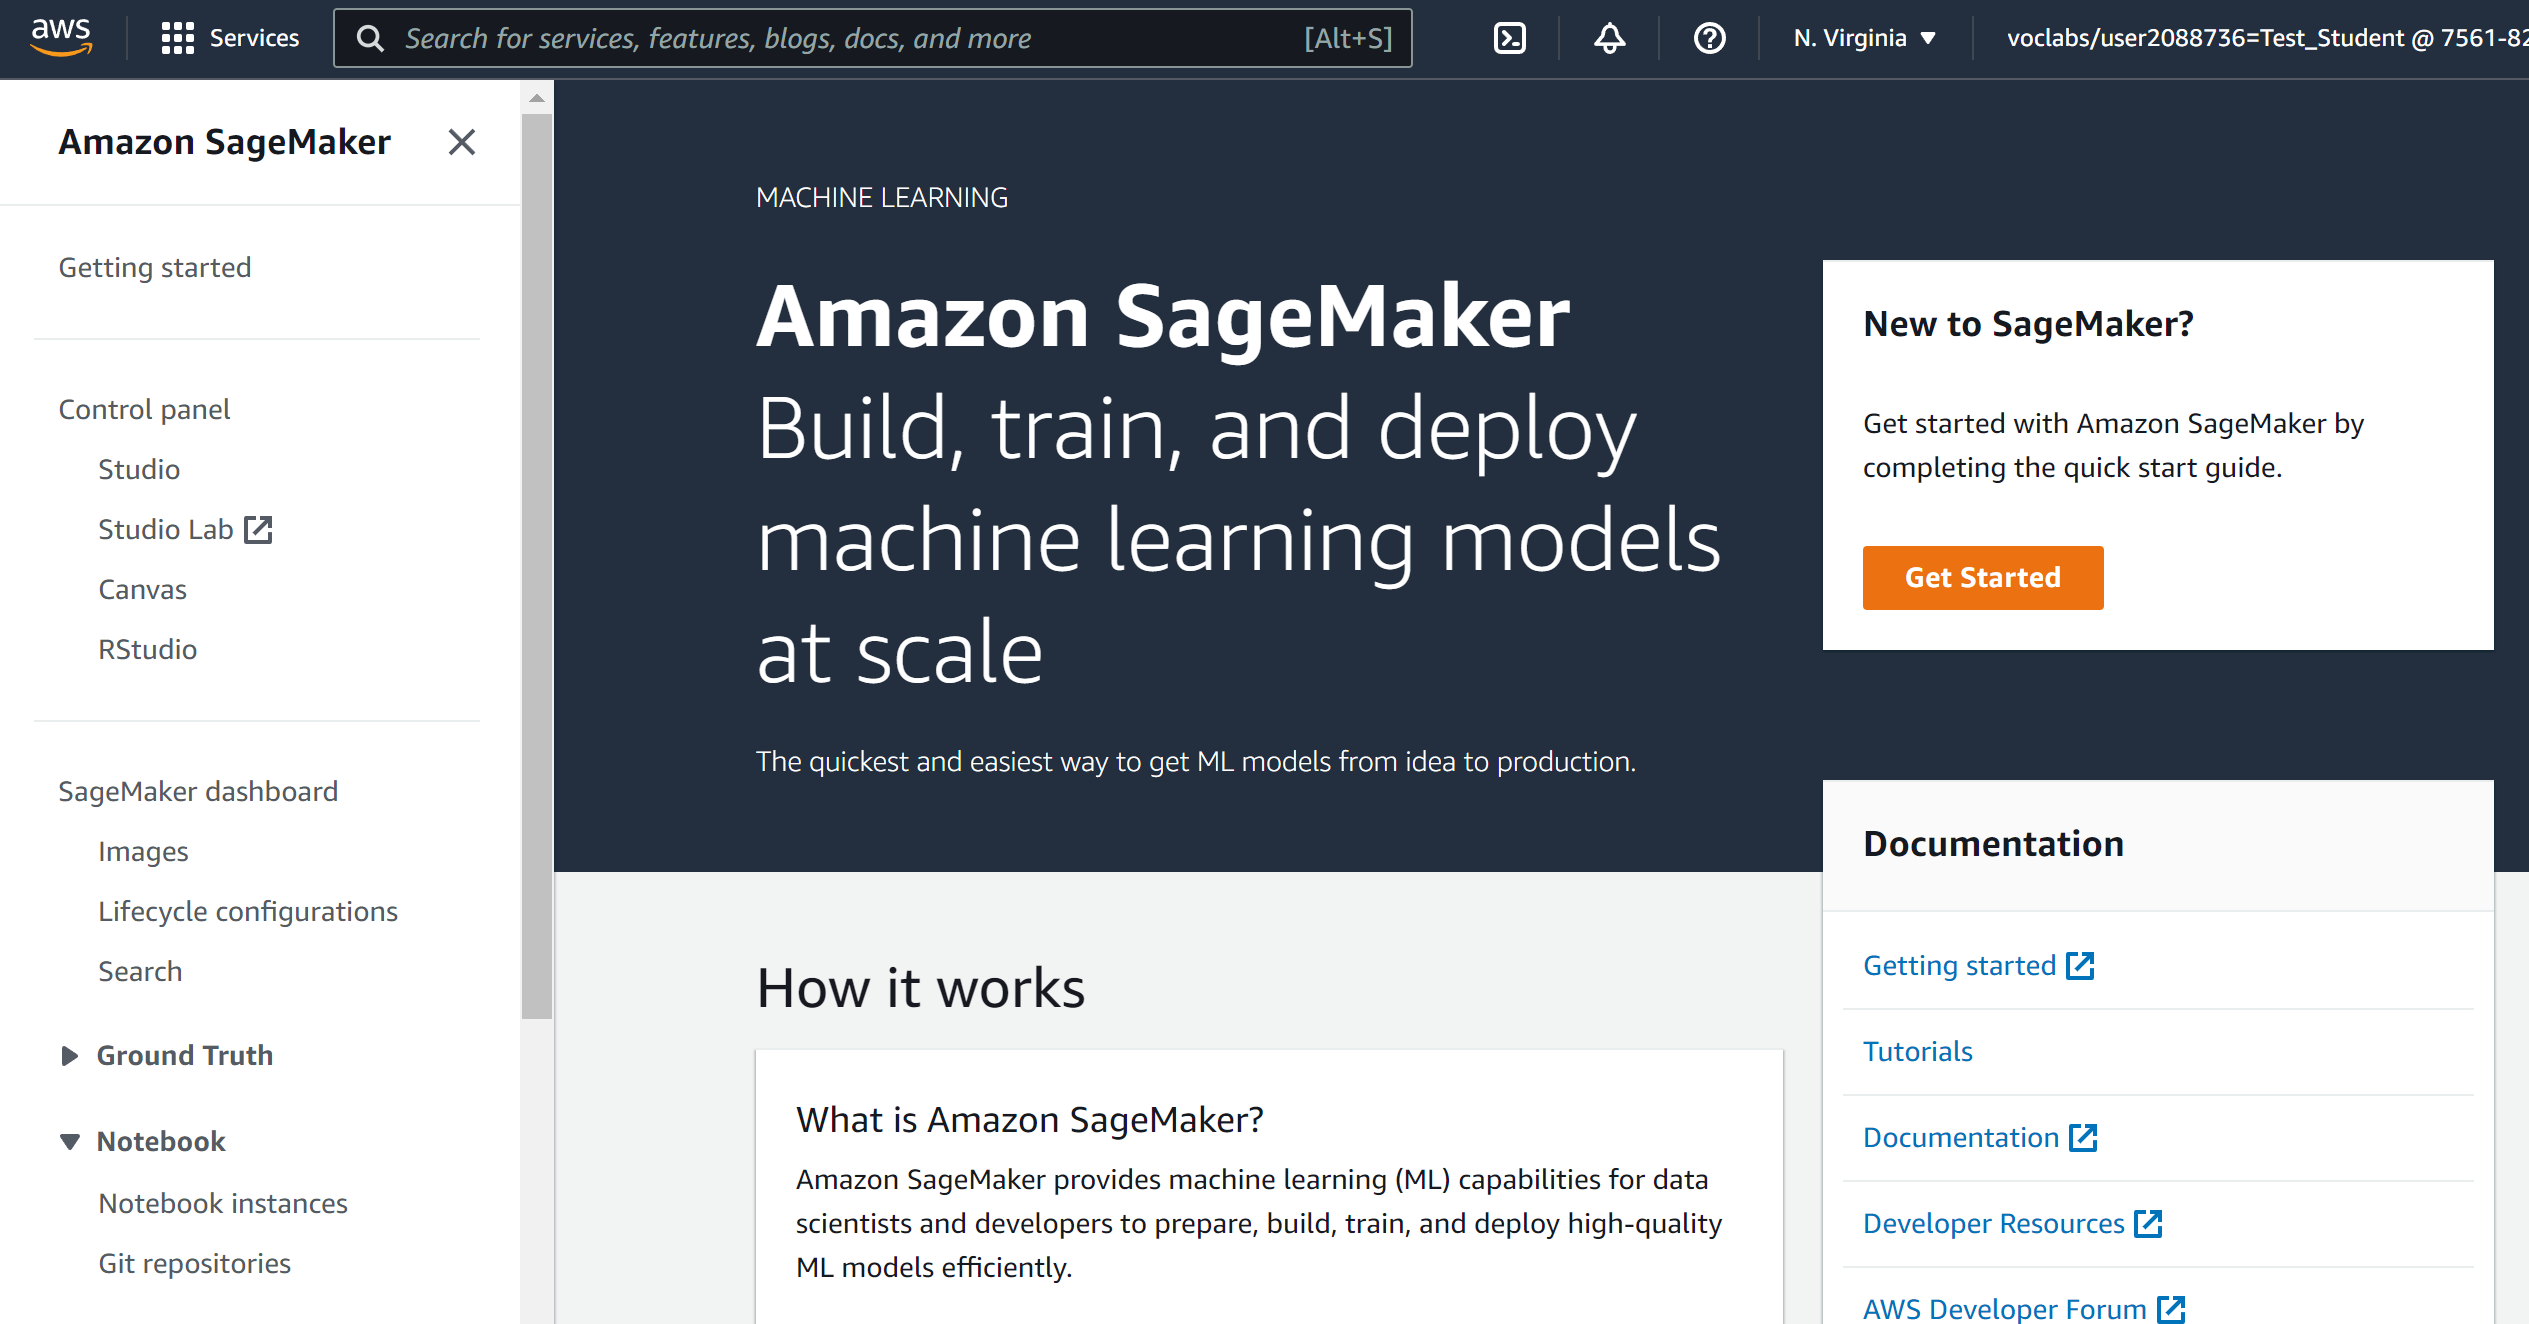 aws
Services
Search for services, features, blogs, docs, and more
[Alt+S]
N. Virginia
voclabs/user2088736=Test_Student @ 7561-82
Amazon SageMaker
Getting started
Control panel
Studio
Studio Lab
Canvas
RStudio
SageMaker dashboard
Images
Lifecycle configurations
Search
Ground Truth
Notebook
Notebook instances
Git repositories
MACHINE LEARNING
Amazon SageMaker
Build, train, and deploy
machine learning models
at scale
The quickest and easiest way to get ML models from idea to production.
New to SageMaker?
Get started with Amazon SageMaker by
completing the quick start guide.
Get Started
How it works
What is Amazon SageMaker?
Amazon SageMaker provides machine learning (ML) capabilities for data
scientists and developers to prepare, build, train, and deploy high-quality
ML models efficiently.
Documentation
Getting started
Tutorials
Documentation
Developer Resources
AWS Developer Forum